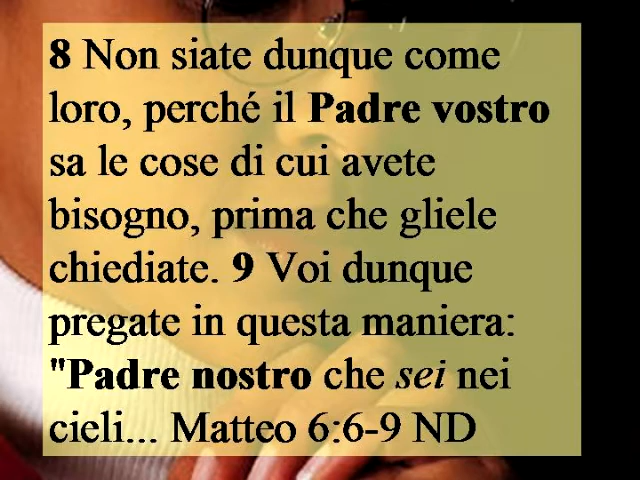 8 Non siate dunque come
loro, perché il Padre vostro
sa le cose di cui avete
bisogno, prima che gliele
chiediate. 9 Voi dunque
pregate in questa maniera:
"Padre nostro che sei nei
cieli... Matteo 6:6-9 ND